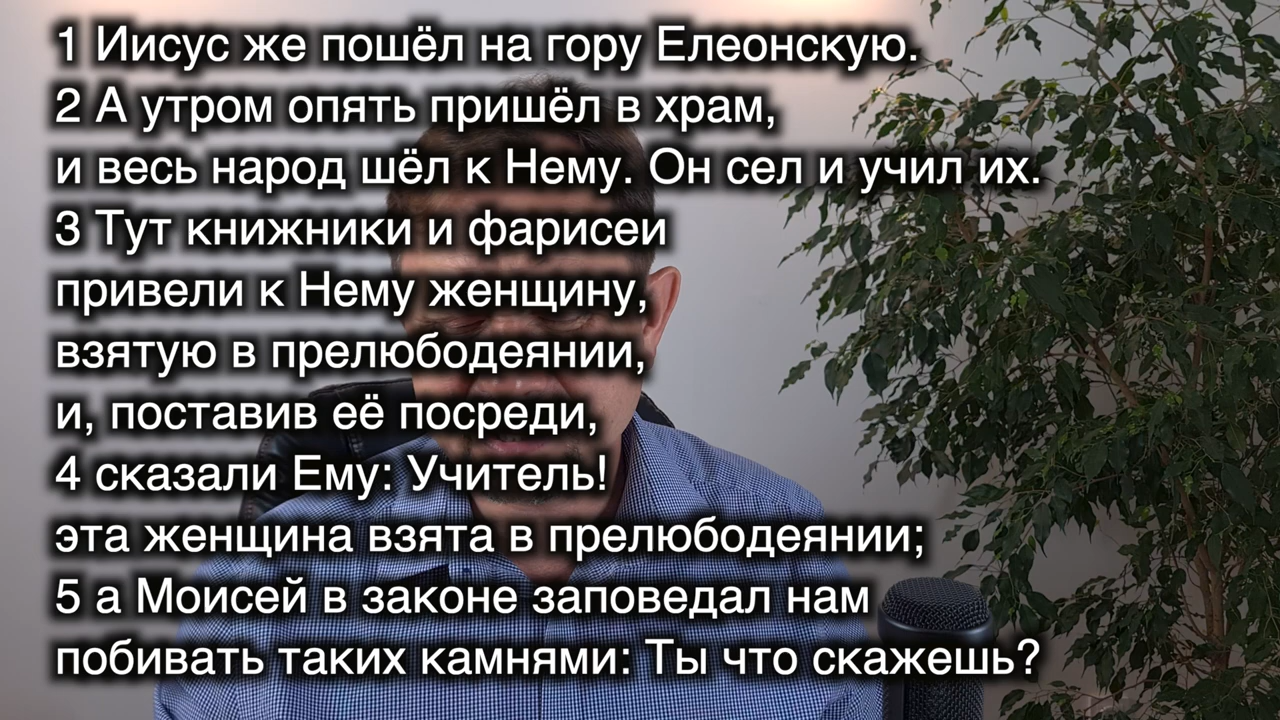 1 Иисус же пошёл на гору Елеонскую.
2 А утром опять пришёл в храм,
и весь народ шёл к Нему. Он сел и учил их.
3 Тут книжники и фарисеи
привели к Нему женщину,
взятую в прелюбодеянии,
и, поставив её посреди,
4 сказали Ему: Учитель!
эта женщина взята в прелюбодеянии;
5 а Моисей в законе заповедал нам
побивать таких камнями: Ты что скажешь?